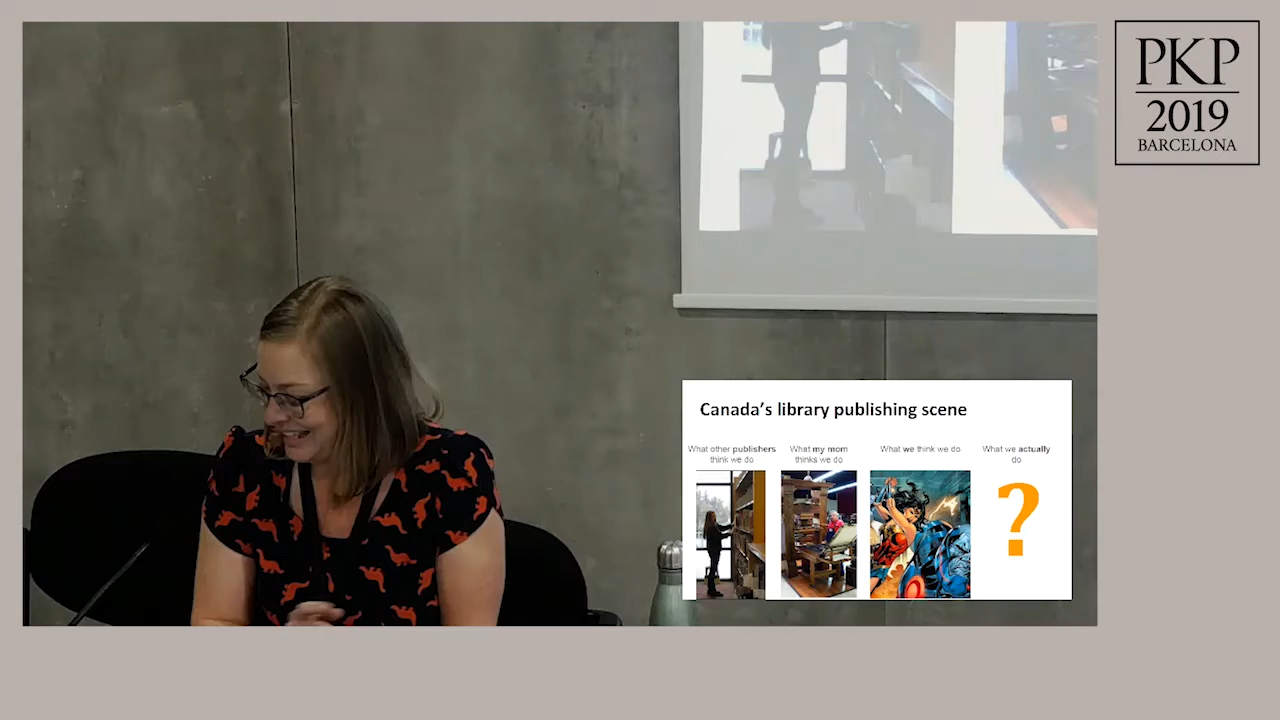 PKP
2019
BARCELONA
Canada's library publishing scene
What other publishers
think we do
What my mom
thinks we do
What we think we do
What we actually
do
?